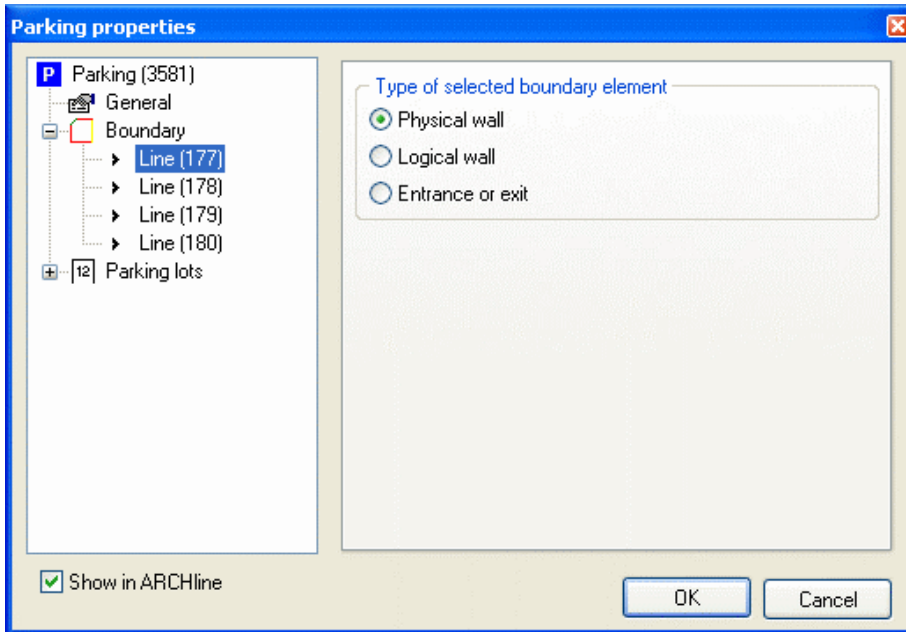 Parking properties
P Parking (3581)
General
Boundary
Line (177)
Line (178)
Line (179)
Line (180)
12 Parking lots
Type of selected boundary element
Physical wall
Logical wall
Entrance or exit
Show in ARCHline
OK
Cancel